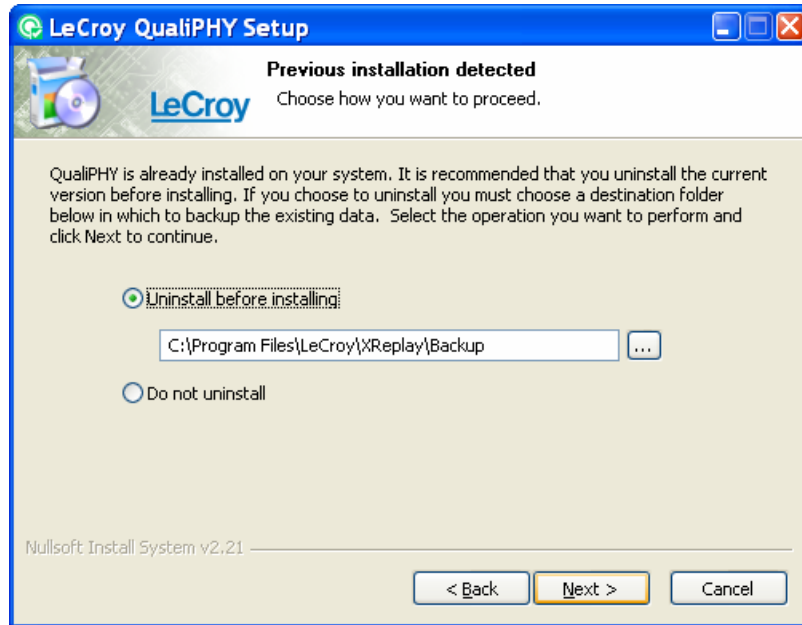 LeCroy QualiPHY Setup
Previous installation detected
LeCroy
Choose how you want to proceed.
QualiPHY is already installed on your system. It is recommended that you uninstall the current
version before installing. If you choose to uninstall you must choose a destination folder
below in which to backup the existing data.  Select the operation you want to perform and
click Next to continue.
Uninstall before installing
C:\Program Files\LeCroy\XReplay\Backup
...
Do not uninstall
Nullsoft Install System v2.21
< Back
Next >
Cancel